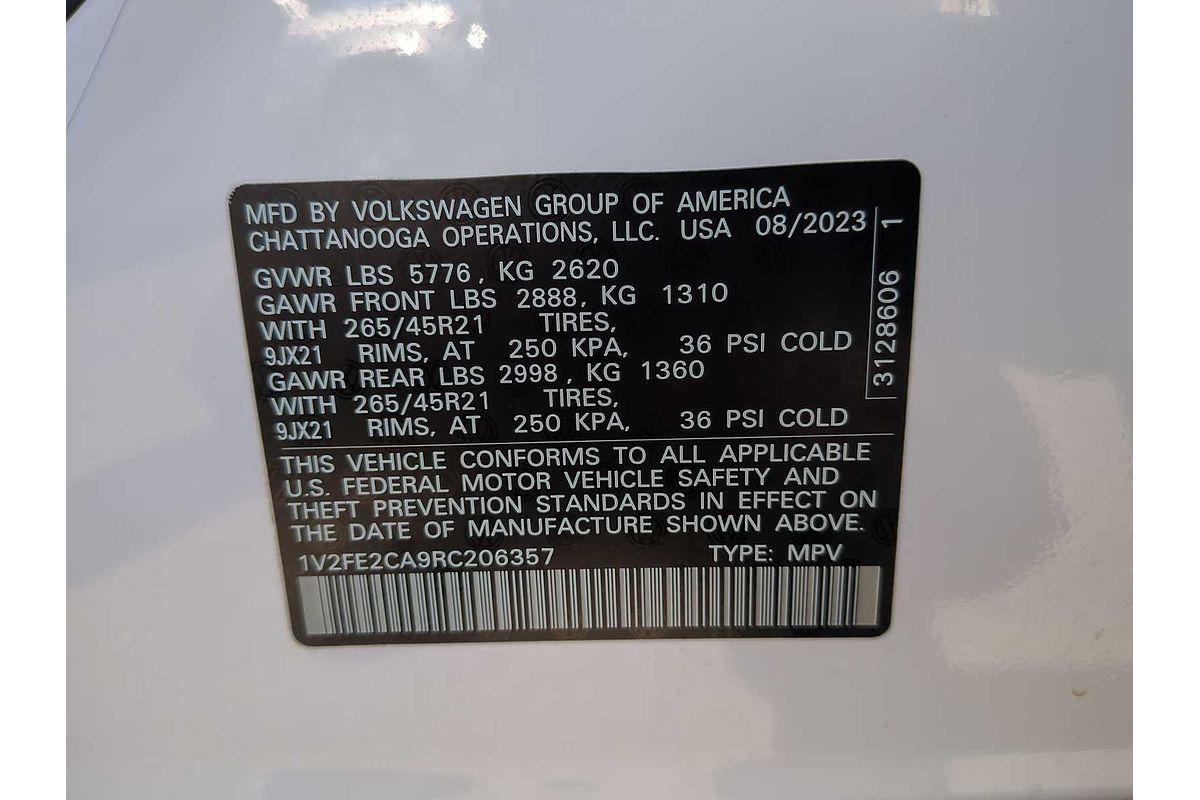 MFD BY VOLKSWAGEN GROUP OF AMERICA
CHATTANOOGA OPERATIONS, LLC. USA 08/2023
GVWR LBS 5776, KG 2620
GAWR FRONT LBS 2888, KG 1310
WITH 265/45R21 TIRES,
9JX21 RIMS, AT 250 KPA, 36 PSI COLD
GAWR REAR LBS 2998, KG 1360
WITH 265/45R21 TIRES,
9JX21 RIMS, AT 250 KPA, 36 PSI COLD
THIS VEHICLE CONFORMS TO ALL APPLICABLE
U.S. FEDERAL MOTOR VEHICLE SAFETY AND
THEFT PREVENTION STANDARDS IN EFFECT ON
THE DATE OF MANUFACTURE SHOWN ABOVE.
1V2FE2CA9RC206357 TYPE: MPV
3128606 1